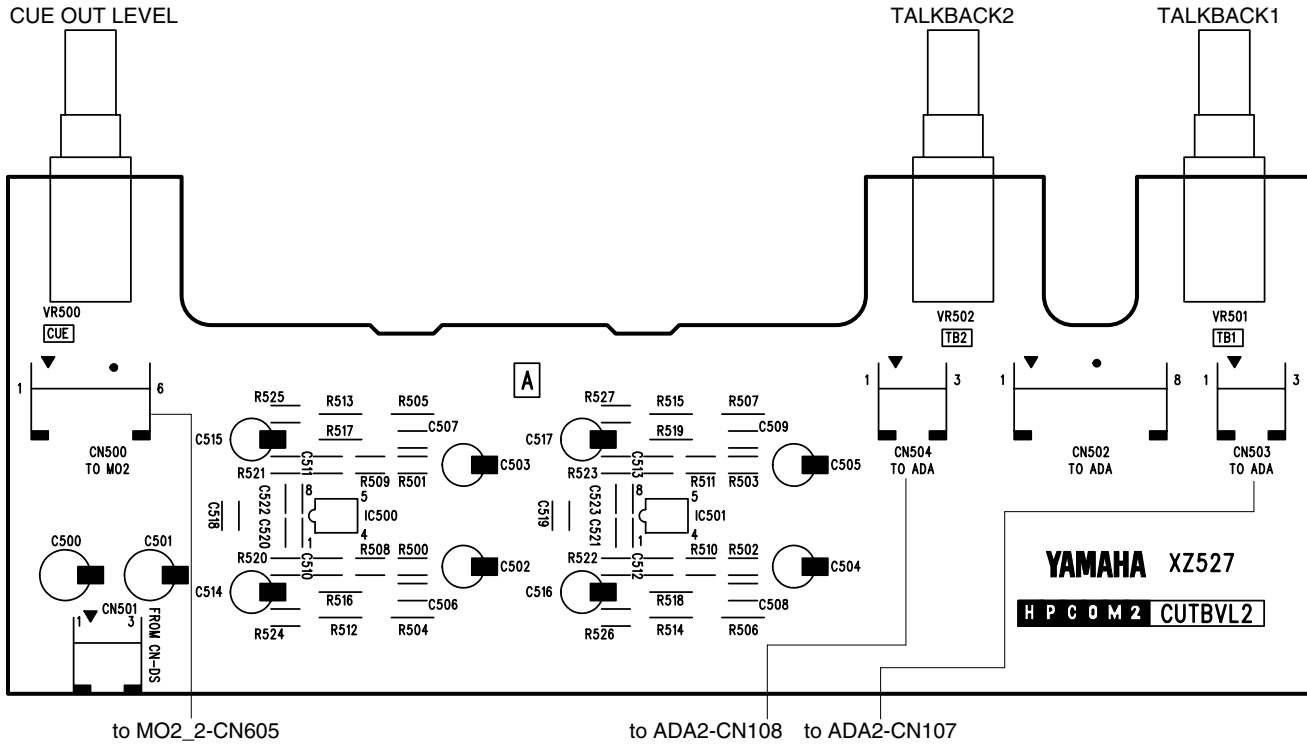 CUE OUT LEVEL
TALKBACK2
TALKBACK1
VR500
CUE
VR502
TB2
VR501
TB1
1
6
CN500
TO MO2
A
1
3
CN504
TO ADA
1
8
CN502
TO ADA
1
3
CN503
TO ADA
R525
R513
R505
C507
C515
R517
C503
R521
C511
R509
R501
C522
8
5
C518
IC500
C520
1
4
R508
R500
R520
C510
C502
C514
R516
C506
R524
R512
R504
R527
R515
R507
C509
C517
R519
C505
R523
C513
R511
R503
C523
8
5
C519
IC501
C521
1
4
R510
R502
R522
C512
C504
C516
R518
C508
R526
R514
R506
C500
C501
CN501
1
3
FROM CN-DS
YAMAHA XZ527
HPCOM2 CUTBVL2
to MO2_2-CN605
to ADA2-CN108
to ADA2-CN107